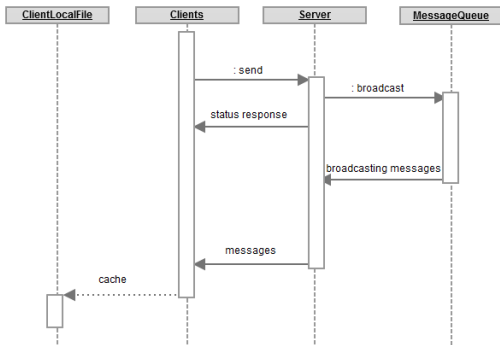 ClientLocalFile
Clients
Server
MessageQueue
: send
: broadcast
status response
broadcasting messages
messages
cache